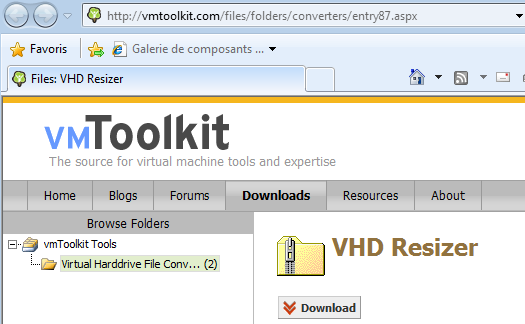 http://vmtoolkit.com/files/folders/converters/entry87.aspx
Favoris Galerie de composants ...
Files: VHD Resizer
vmToolkit
The source for virtual machine tools and expertise
Home Blogs Forums Downloads Resources About
Browse Folders
vmToolkit Tools
Virtual Harddrive File Conv... (2)
VHD Resizer
Download